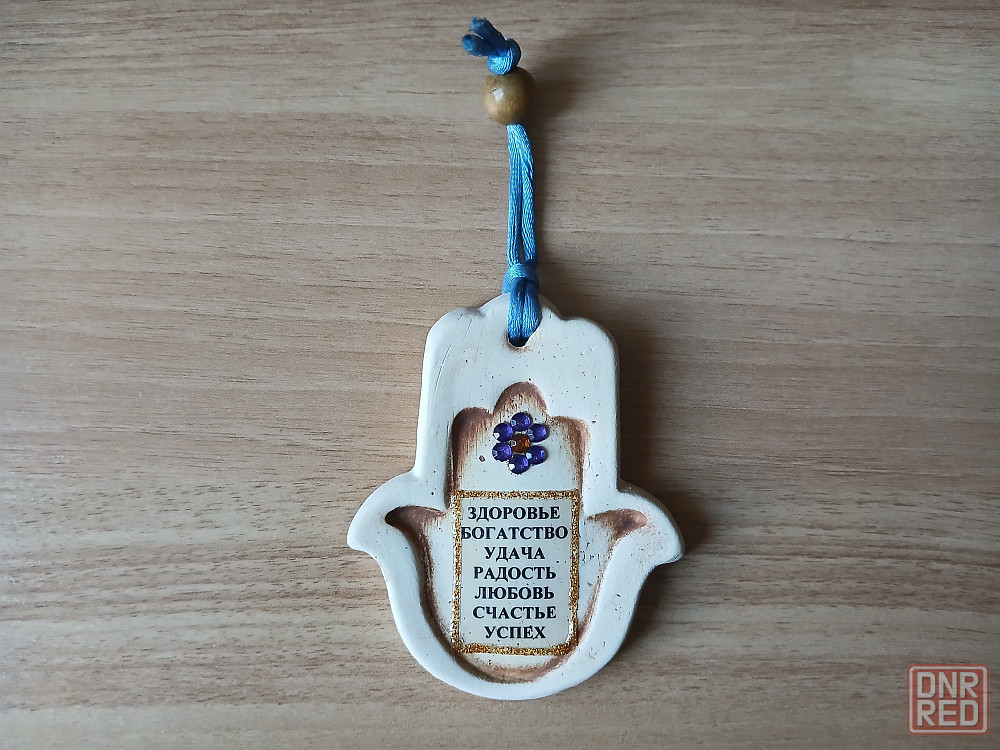 ЗДОРОВЬЕ
БОГАТСТВО
УДАЧА
РАДОСТЬ
ЛЮБОВЬ
СЧАСТЬЕ
УСПЕХ
DNR
RED